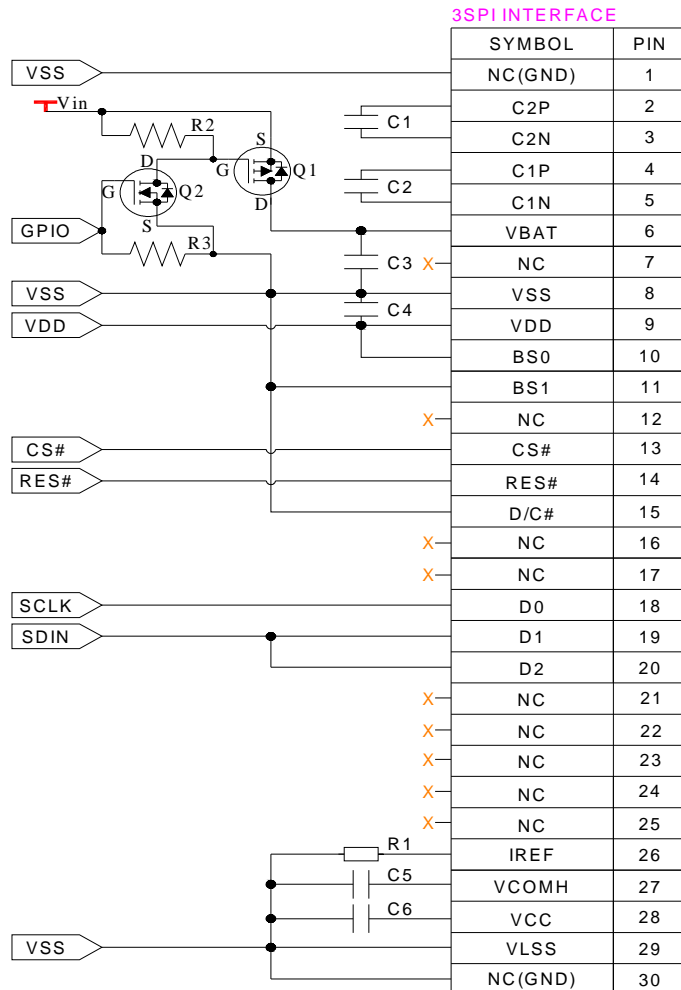 3SPI INTERFACE
SYMBOL PIN
VSS NC(GND) 1
Vin C2P 2
R2 C1
S C2N 3
D G Q1 C1P 4
G Q2 C2
D C1N 5
S
GPIO VBAT 6
R3 C3 X NC 7
VSS VSS 8
C4
VDD VDD 9
BS0 10
BS1 11
X NC 12
CS# CS# 13
RES# RES# 14
D/C# 15
X NC 16
X NC 17
SCLK D0 18
SDIN D1 19
D2 20
X NC 21
X NC 22
X NC 23
X NC 24
X NC 25
R1 IREF 26
C5 VCOMH 27
C6 VCC 28
VSS VLSS 29
NC(GND) 30